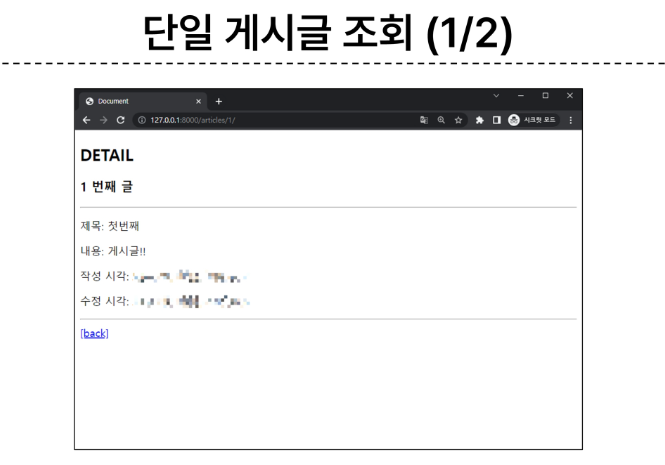 단일 게시글 조회 (1/2)
Document
127.0.0.1:8000/articles/1/
시크릿 모드
DETAIL
1 번째 글
제목: 첫번째
내용: 게시글!!
작성 시각:
수정 시각:
[back]